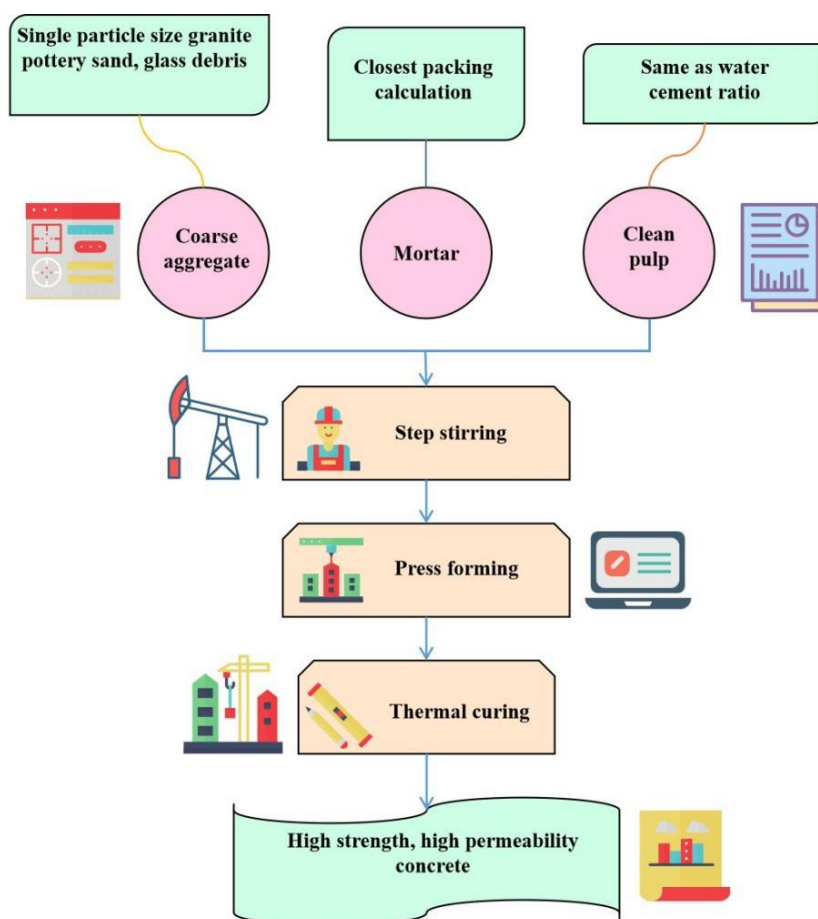 Single particle size granite
pottery sand, glass debris
Closest packing
calculation
Same as water
cement ratio
Coarse
aggregate
Mortar
Clean
pulp
Step stirring
Press forming
Thermal curing
High strength, high permeability
concrete